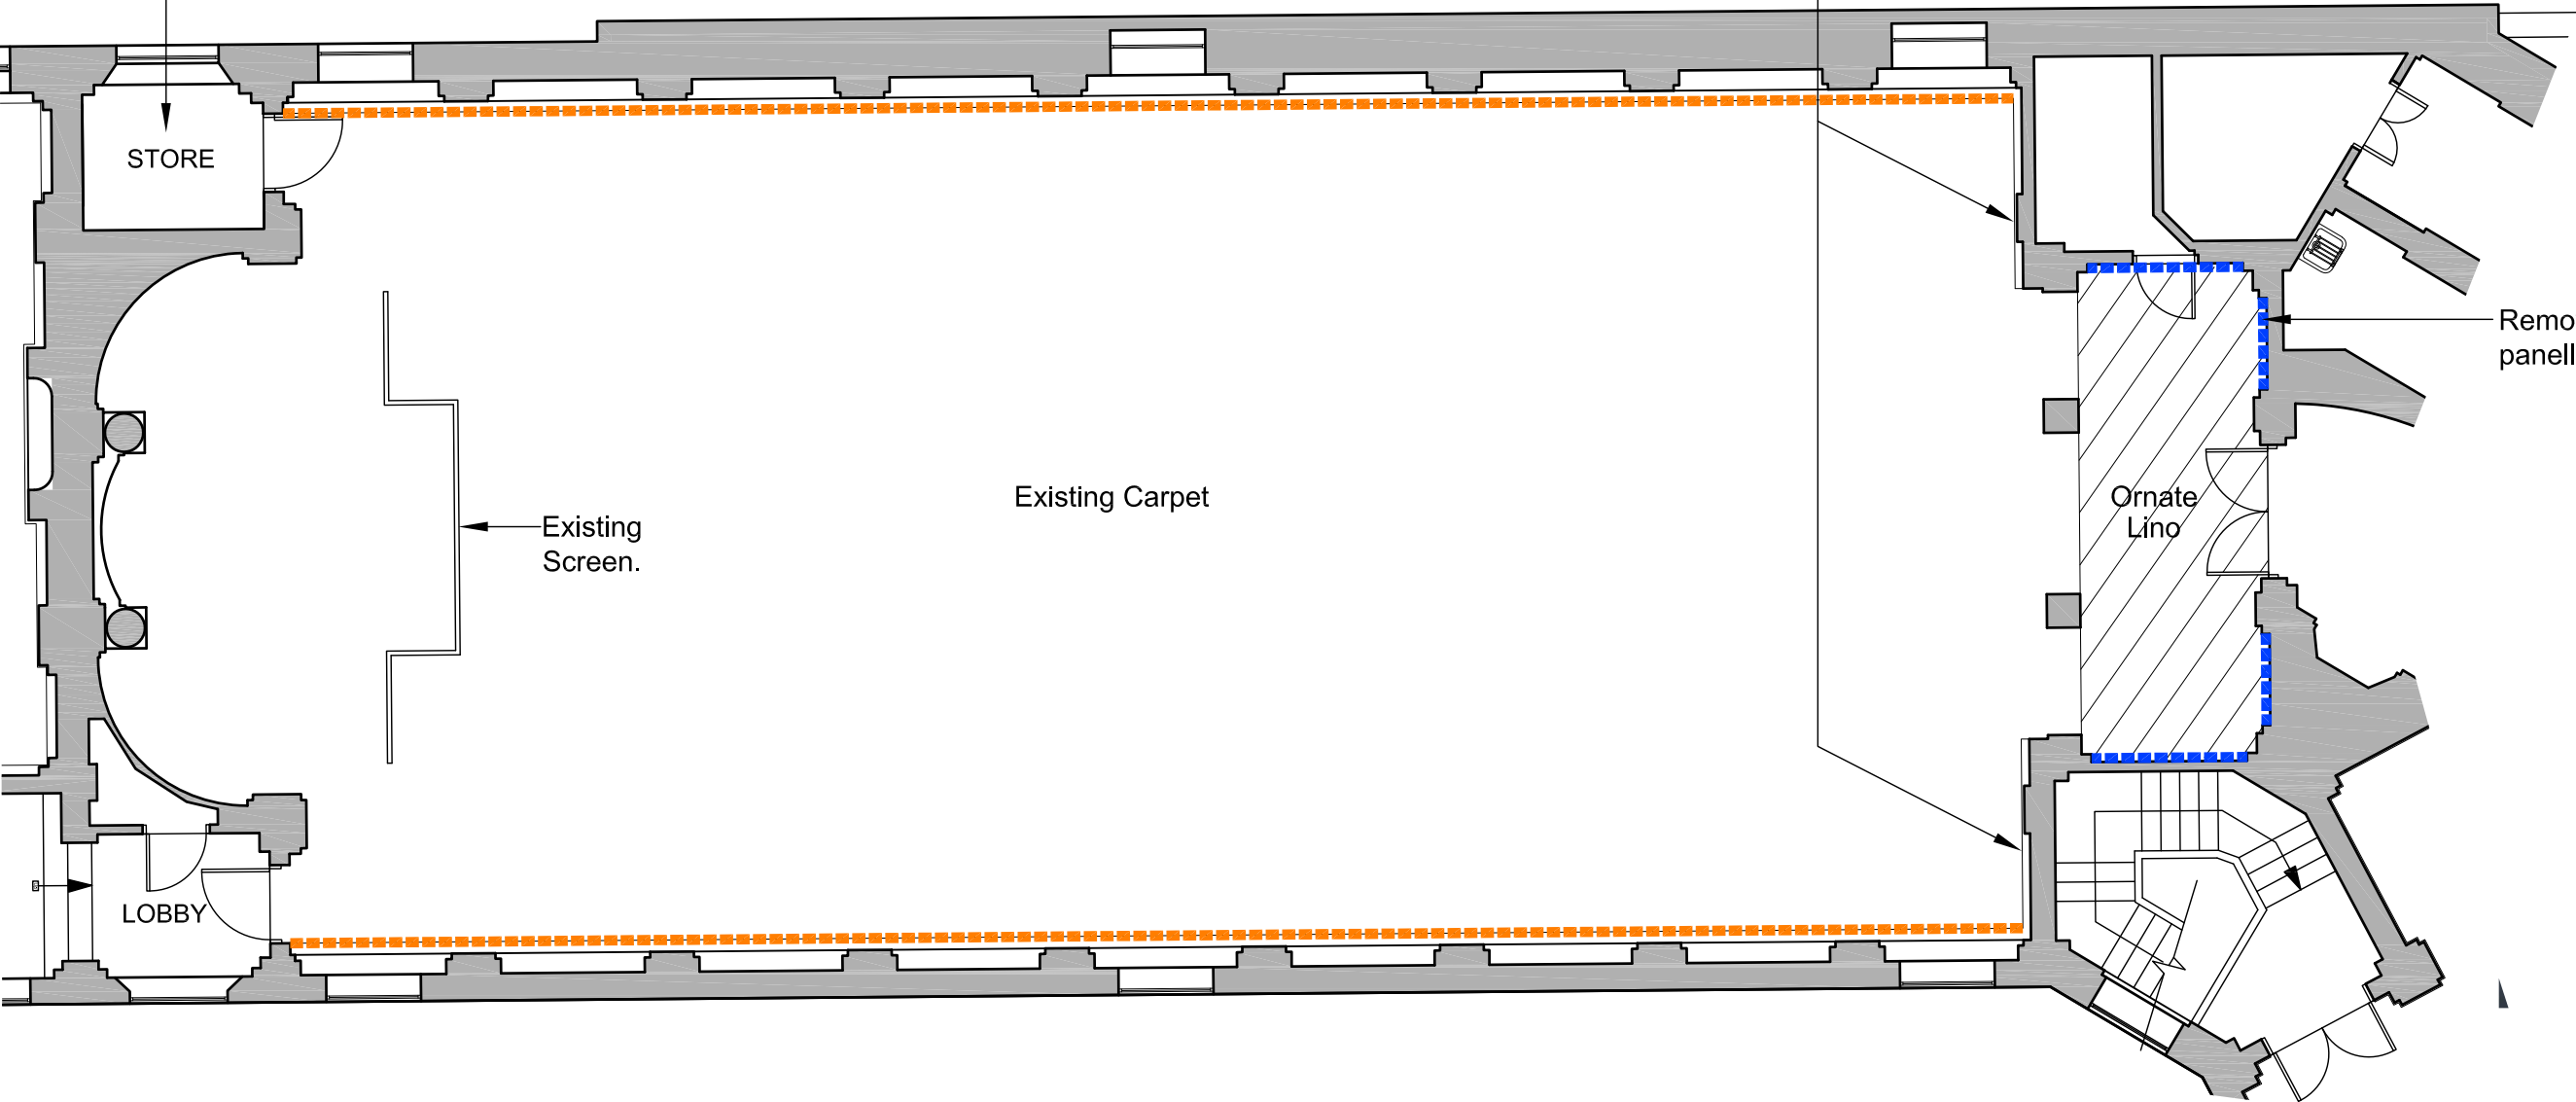 STORE
Existing Carpet
Existing
Screen.
Ornate
Lino
Remo
panell
LOBBY